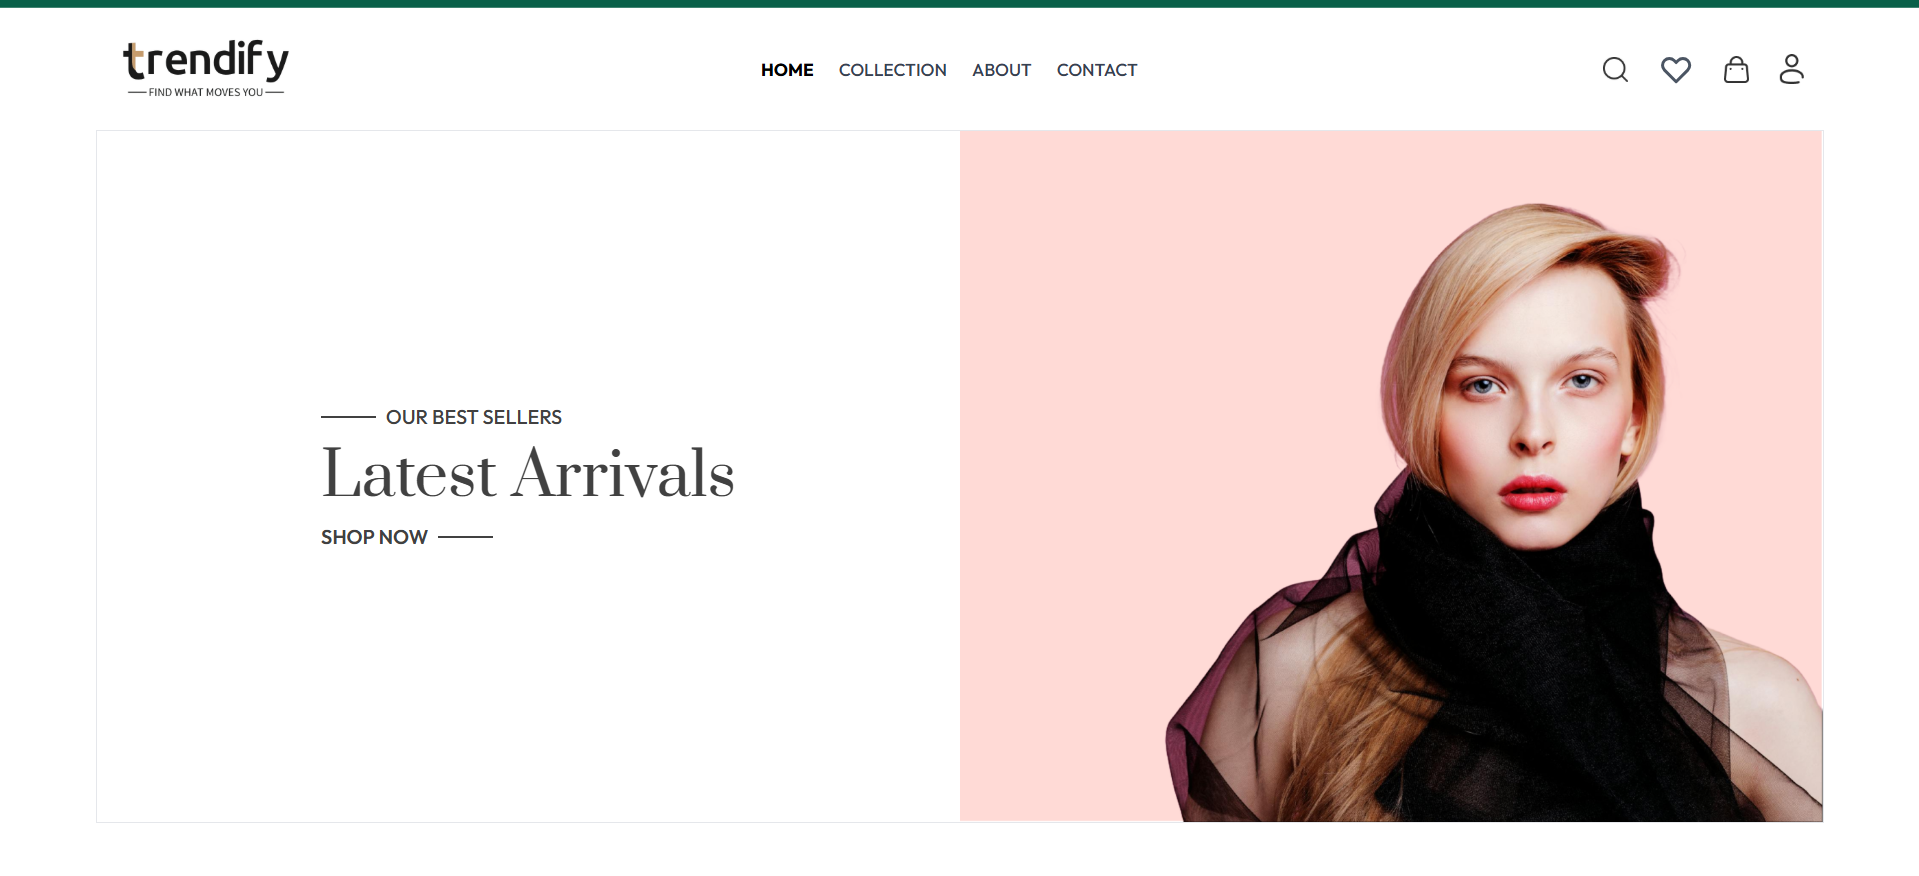 trendify
FIND WHAT MOVES YOU
HOME COLLECTION ABOUT CONTACT
OUR BEST SELLERS
Latest Arrivals
SHOP NOW